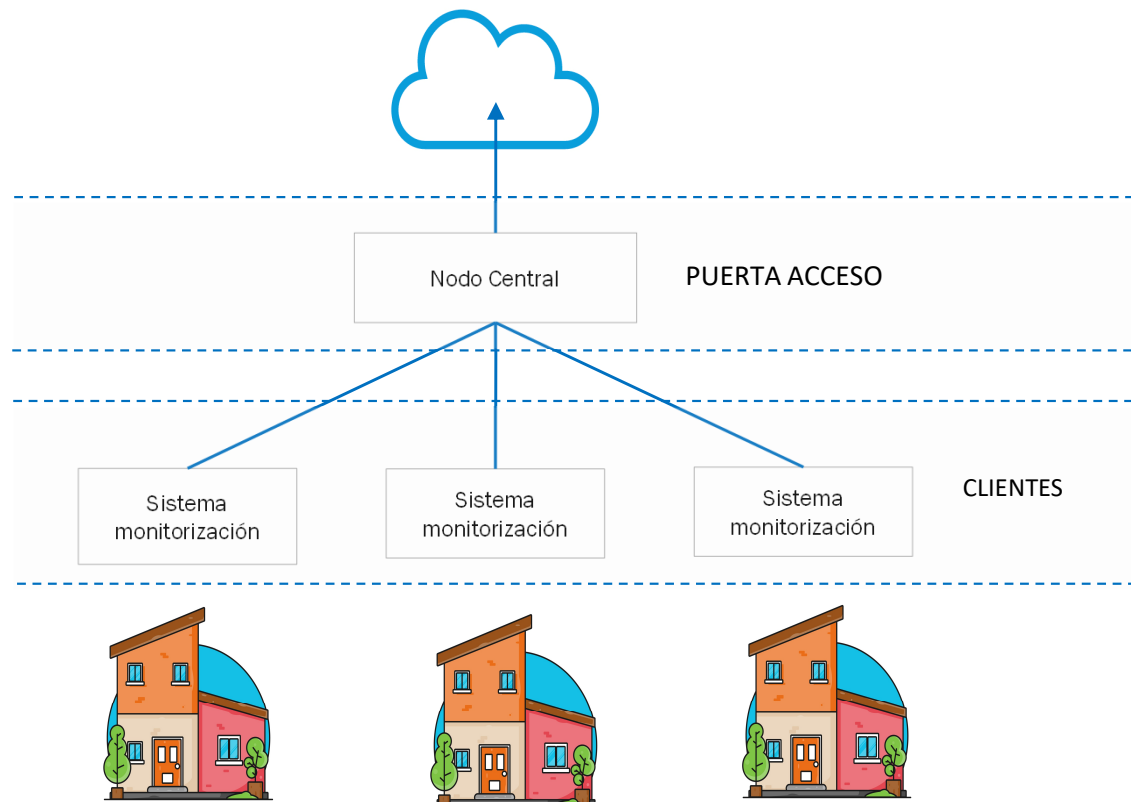 Nodo Central
PUERTA ACCESO
Sistema
monitorización
Sistema
monitorización
Sistema
monitorización
CLIENTES